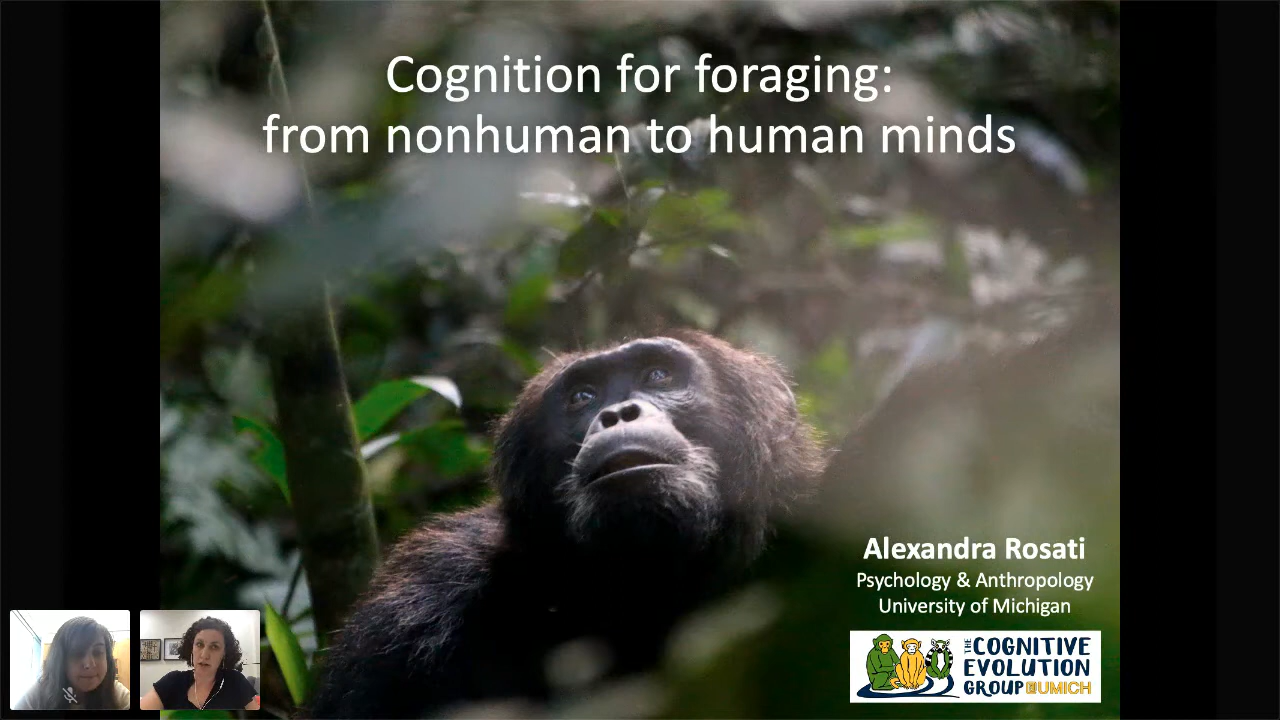 Cognition for foraging:
from nonhuman to human minds
Alexandra Rosati
Psychology & Anthropology
University of Michigan
THE COGNITIVE
EVOLUTION
GROUP @UMICH